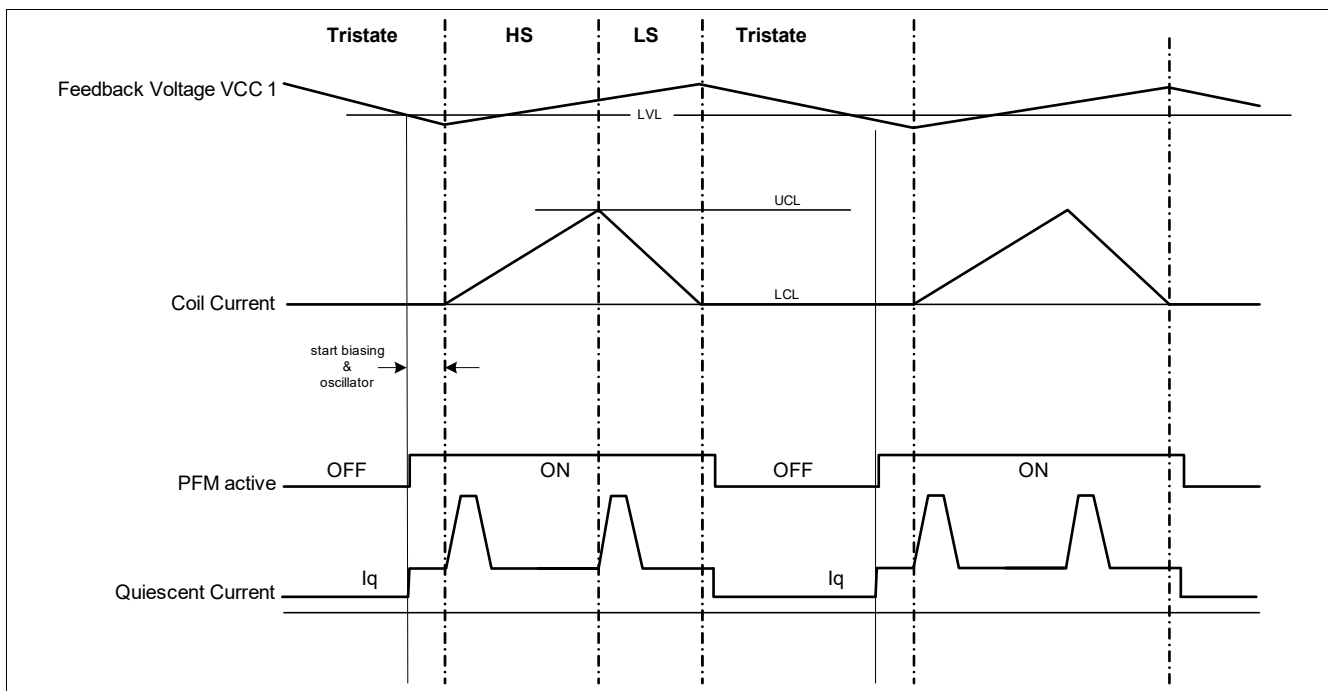 Tristate HS LS Tristate
Feedback Voltage VCC 1
LVL
UCL
Coil Current
LCL
start biasing
&
oscillator
PFM active
OFF ON OFF ON
Quiescent Current
Iq Iq